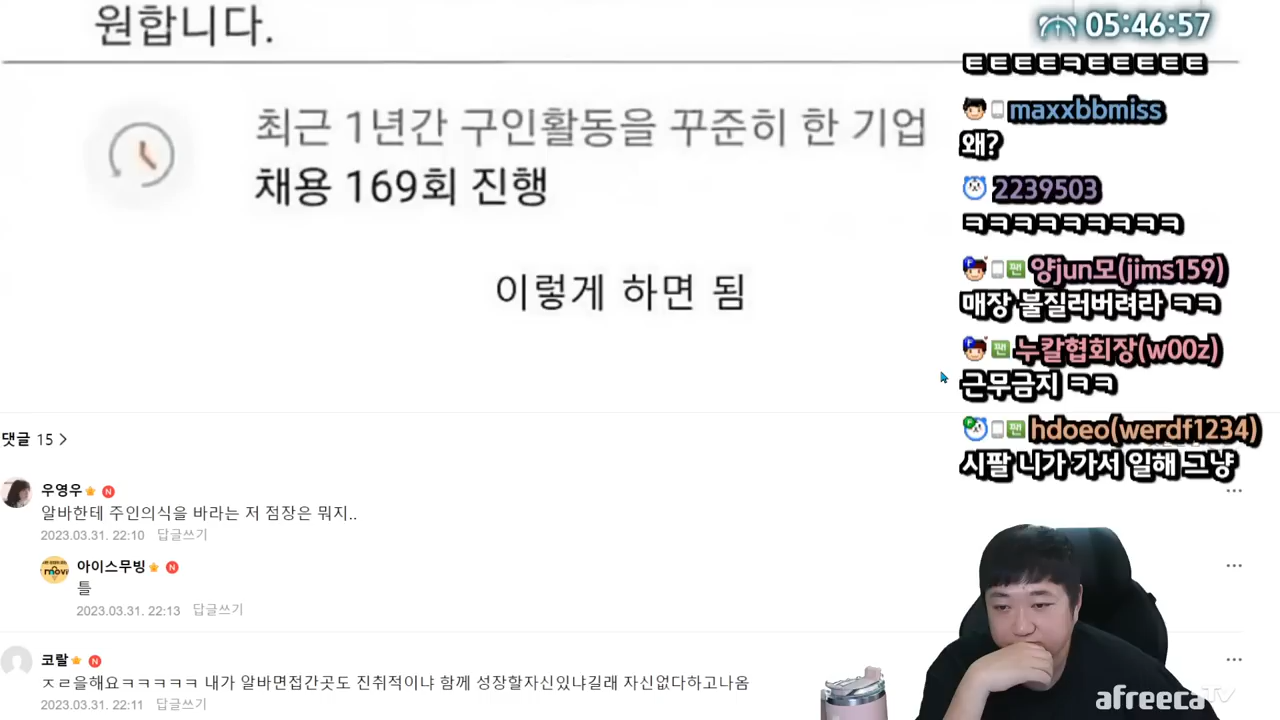 원합니다.
최근 1년간 구인활동을 꾸준히 한 기업
채용 169회 진행
이렇게 하면 됨
댓글 15
우영우 N
알바한테 주인의식을 바라는 저 점장은 뭐지..
2023.03.31. 22:10 답글쓰기
아이스무빙 N
틀
2023.03.31. 22:13 답글쓰기
코랄 N
ㅈㄹ을해요ㅋㅋㅋㅋㅋ 내가 알바면접간곳도 진취적이냐 함께 성장할자신있냐길래 자신없다하고나옴
2023.03.31. 22:11 답글쓰기
05:46:57
ㅌㅌㅌㅌㅋㅌㅌㅌㅌㅌ
maxxbbmiss
왜?
2239503
ㅋㅋㅋㅋㅋㅋㅋㅋㅋ
F 팬 양jun모(jims159)
매장 불질러버려라 ㅋㅋ
F 팬 누칼협회장(w00z)
근무금지 ㅋㅋ
F 팬 hdoeo(werdf1234)
시팔 니가 가서 일해 그냥
afreecaTV